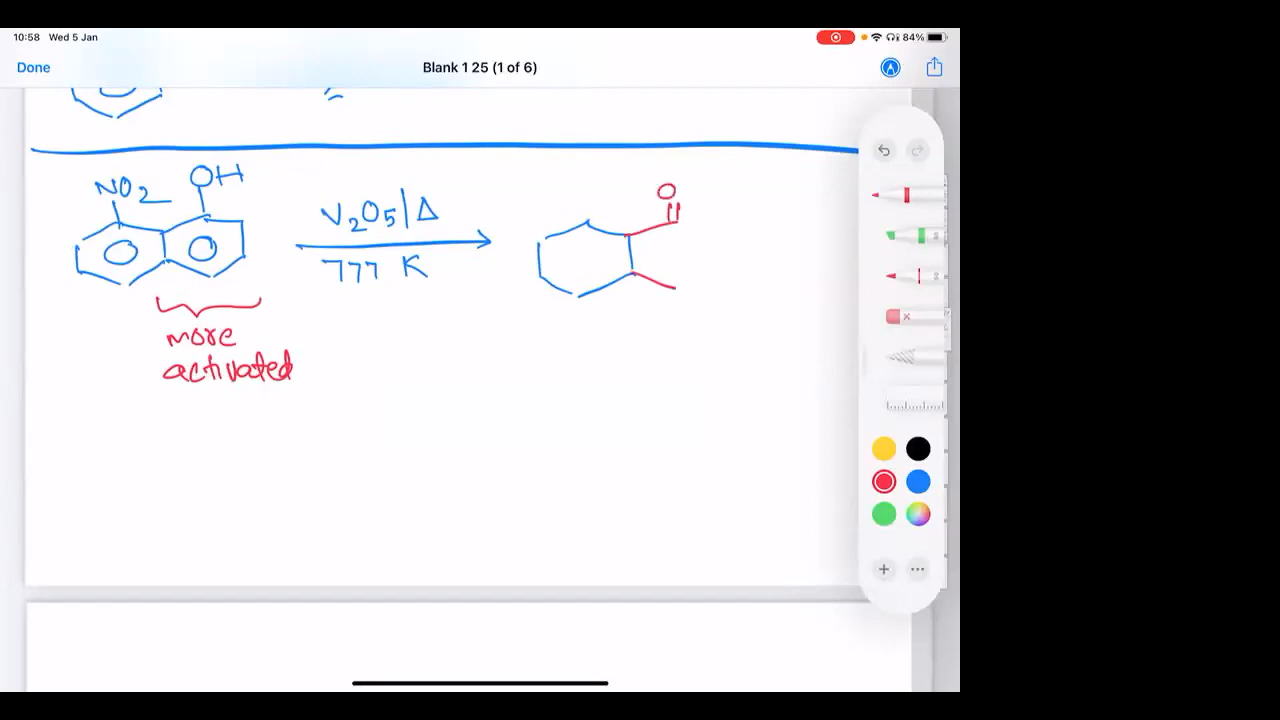 10:58 Wed 5 Jan
84%
Done
Blank 1 25 (1 of 6)
NO2
OH
V2O5/Δ
777 K
O
more
activated